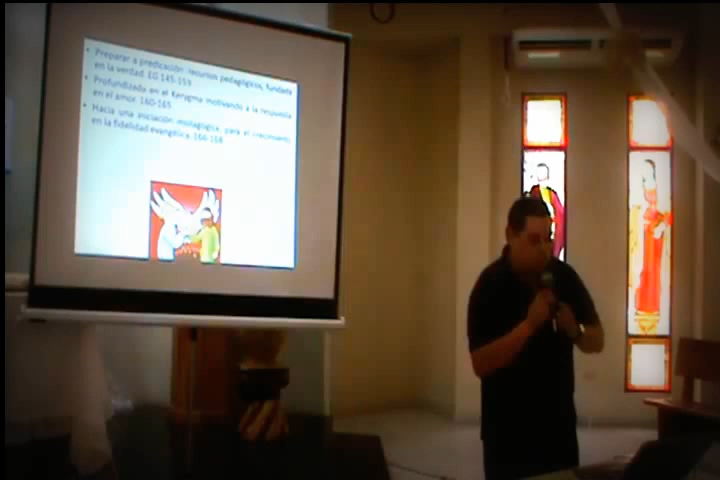 • Preparar a predicación: recursos pedagógicos, fundada
en la verdad. EG 145-159
• Profundizada en el Kerigma motivando a la respuesta
en el amor. 160-165
• Hacia una iniciación mistagógica, para el crecimiento
en la fidelidad evangélica. 166-168